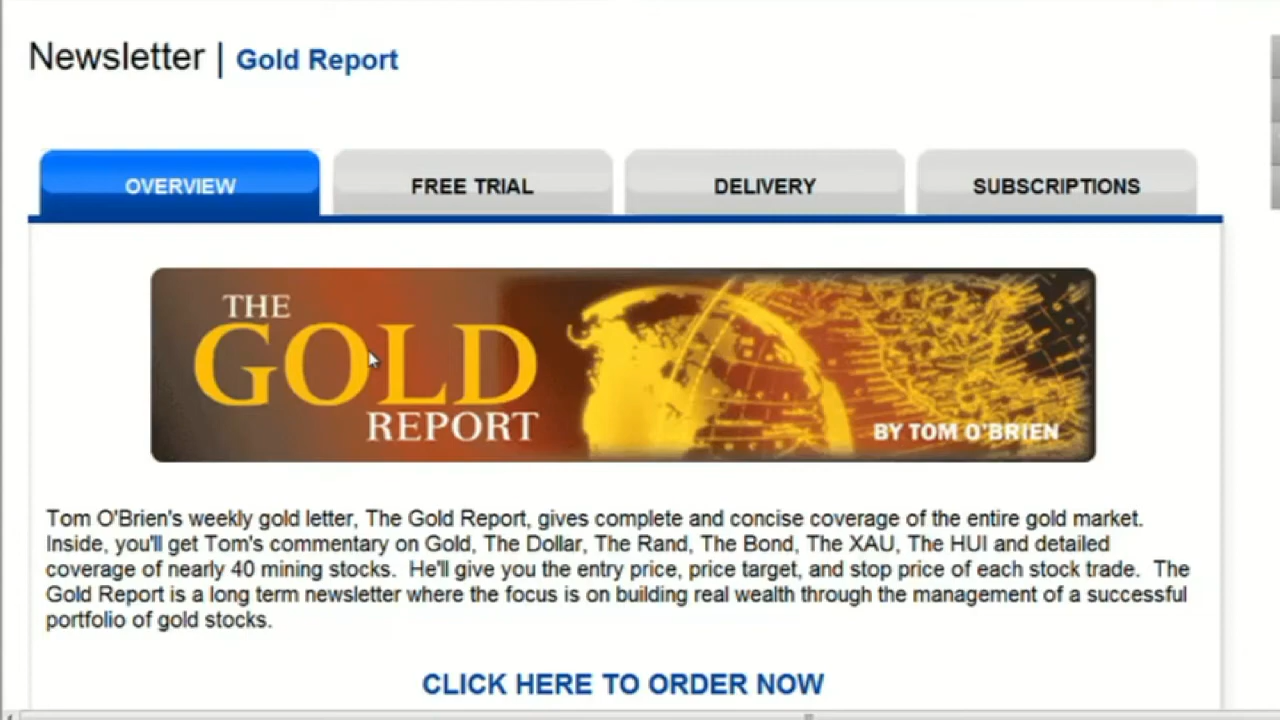 Newsletter | Gold Report
OVERVIEW
FREE TRIAL
DELIVERY
SUBSCRIPTIONS
THE
GOLD
REPORT
BY TOM O'BRIEN
Tom O'Brien's weekly gold letter, The Gold Report, gives complete and concise coverage of the entire gold market.
Inside, you'll get Tom's commentary on Gold, The Dollar, The Rand, The Bond, The XAU, The HUI and detailed
coverage of nearly 40 mining stocks.  He'll give you the entry price, price target, and stop price of each stock trade.  The
Gold Report is a long term newsletter where the focus is on building real wealth through the management of a successful
portfolio of gold stocks.
CLICK HERE TO ORDER NOW